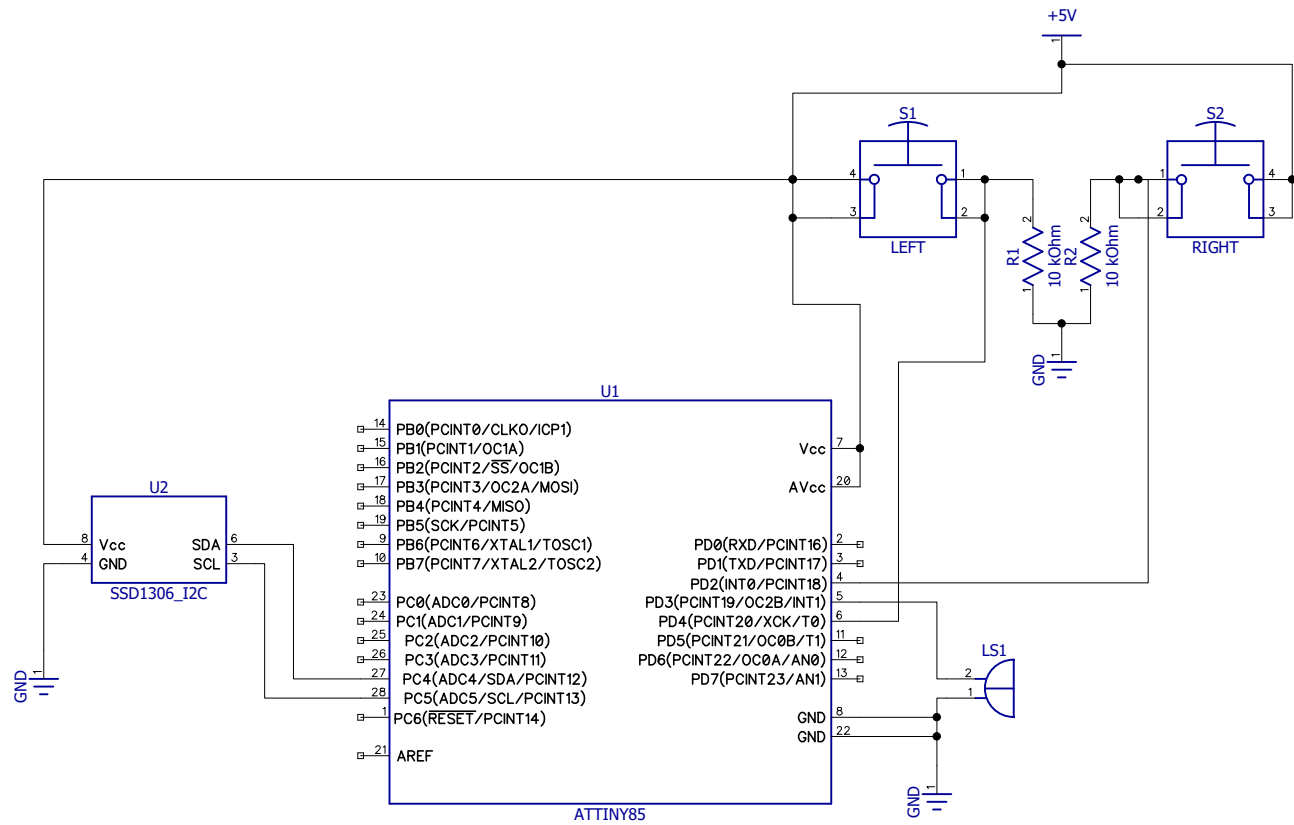 +5V
1
S1
4
1
3
2
LEFT
S2
1
4
2
3
RIGHT
2
R1
10 kOhm
1
2
R2
10 kOhm
1
1
GND
U1
14 PB0(PCINT0/CLKO/ICP1)
15 PB1(PCINT1/OC1A)
16 PB2(PCINT2/SS/OC1B)
17 PB3(PCINT3/OC2A/MOSI)
18 PB4(PCINT4/MISO)
19 PB5(SCK/PCINT5)
9 PB6(PCINT6/XTAL1/TOSC1)
10 PB7(PCINT7/XTAL2/TOSC2)
23 PC0(ADC0/PCINT8)
24 PC1(ADC1/PCINT9)
25 PC2(ADC2/PCINT10)
26 PC3(ADC3/PCINT11)
27 PC4(ADC4/SDA/PCINT12)
28 PC5(ADC5/SCL/PCINT13)
1 PC6(RESET/PCINT14)
21 AREF
Vcc 7
AVcc 20
PD0(RXD/PCINT16) 2
PD1(TXD/PCINT17) 3
PD2(INT0/PCINT18) 4
PD3(PCINT19/OC2B/INT1) 5
PD4(PCINT20/XCK/T0) 6
PD5(PCINT21/OC0B/T1) 11
PD6(PCINT22/OC0A/AN0) 12
PD7(PCINT23/AN1) 13
GND 8
GND 22
ATTINY85
U2
8 Vcc SDA 6
4 GND SCL 3
SSD1306_I2C
1
GND
LS1
2
1
1
GND